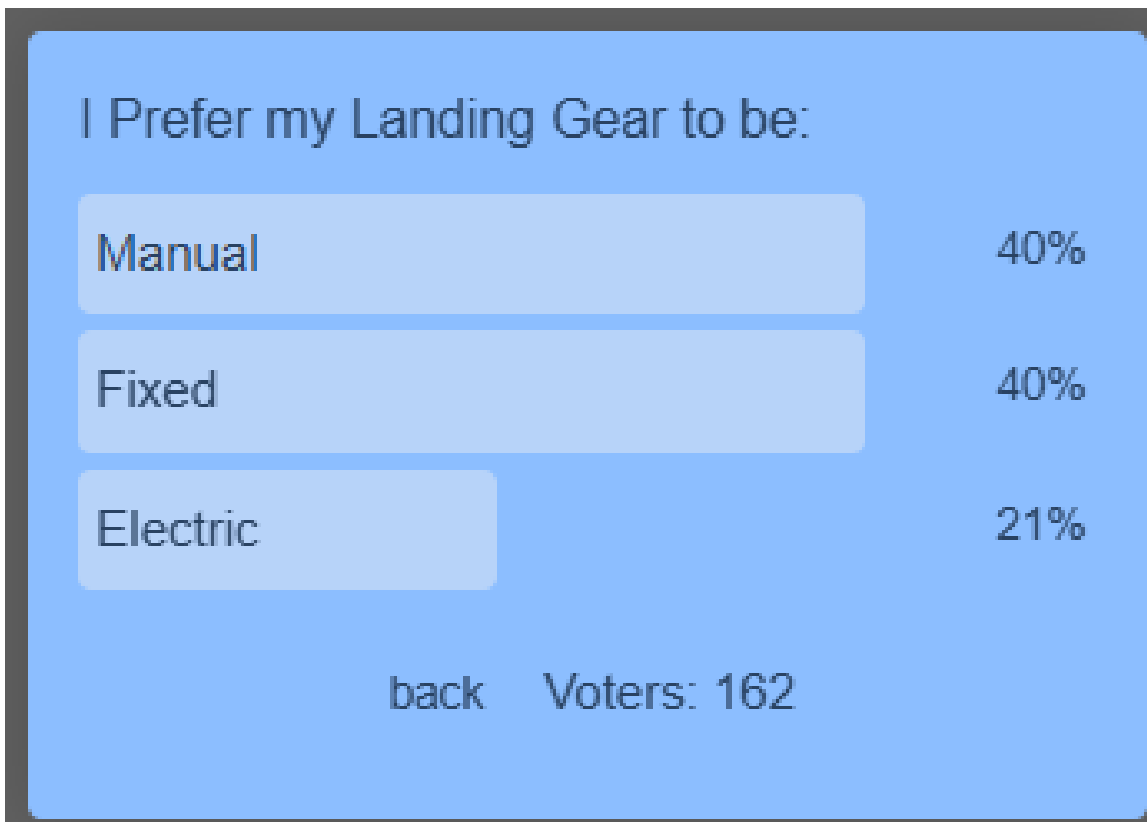 I Prefer my Landing Gear to be:
Manual 40%
Fixed 40%
Electric 21%
back Voters: 162